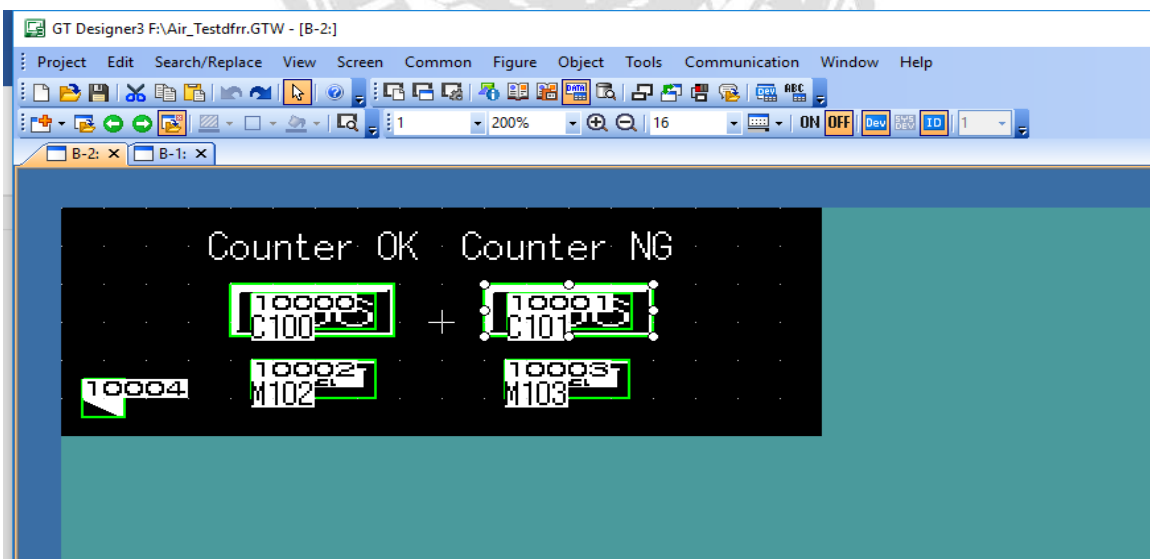 GT Designer3 F:\Air_Testdfrr.GTW - [B-2:]
Project Edit Search/Replace View Screen Common Figure Object Tools Communication Window Help
1 200% 16 ON OFF Dev SYS DEV ID 1
B-2: B-1:
Counter OK Counter NG
10000 10001
C100 C101
10002 10003
10004 M102 M103